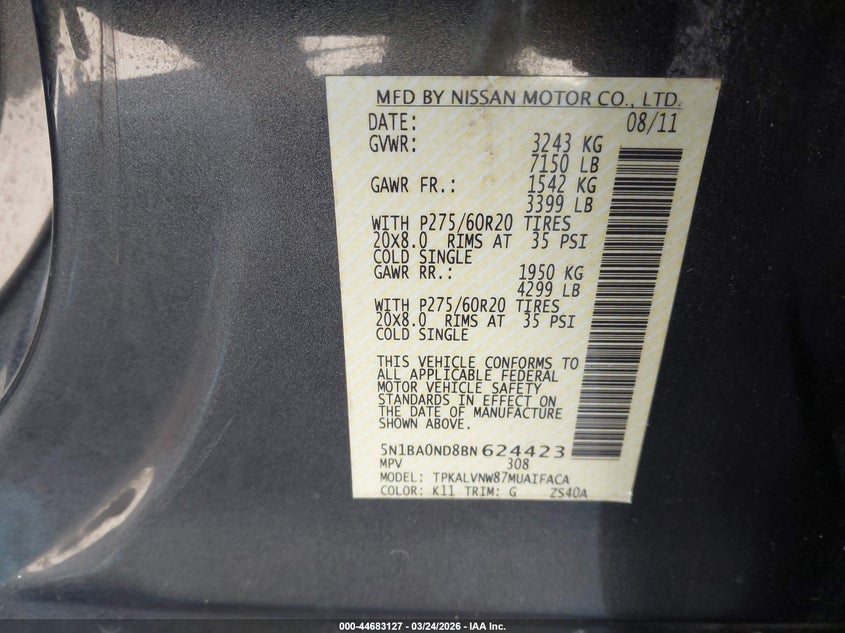 MFD BY NISSAN MOTOR CO., LTD.
DATE: 08/11
GVWR: 3243 KG
7150 LB
GAWR FR.: 1542 KG
3399 LB
WITH P275/60R20 TIRES
20X8.0 RIMS AT 35 PSI
COLD SINGLE
GAWR RR.: 1950 KG
4299 LB
WITH P275/60R20 TIRES
20X8.0 RIMS AT 35 PSI
COLD SINGLE
THIS VEHICLE CONFORMS TO
ALL APPLICABLE FEDERAL
MOTOR VEHICLE SAFETY
STANDARDS IN EFFECT ON
THE DATE OF MANUFACTURE
SHOWN ABOVE.
5N1BA0ND8BN624423
MPV 308
MODEL: TPKALVNW87MUAIFACA
COLOR: K11 TRIM: G ZS40A
000-44683127 - 03/24/2026 - IAA Inc.